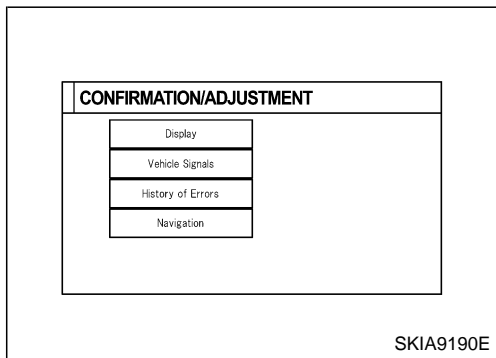 CONFIRMATION/ADJUSTMENT
Display
Vehicle Signals
History of Errors
Navigation
SKIA9190E